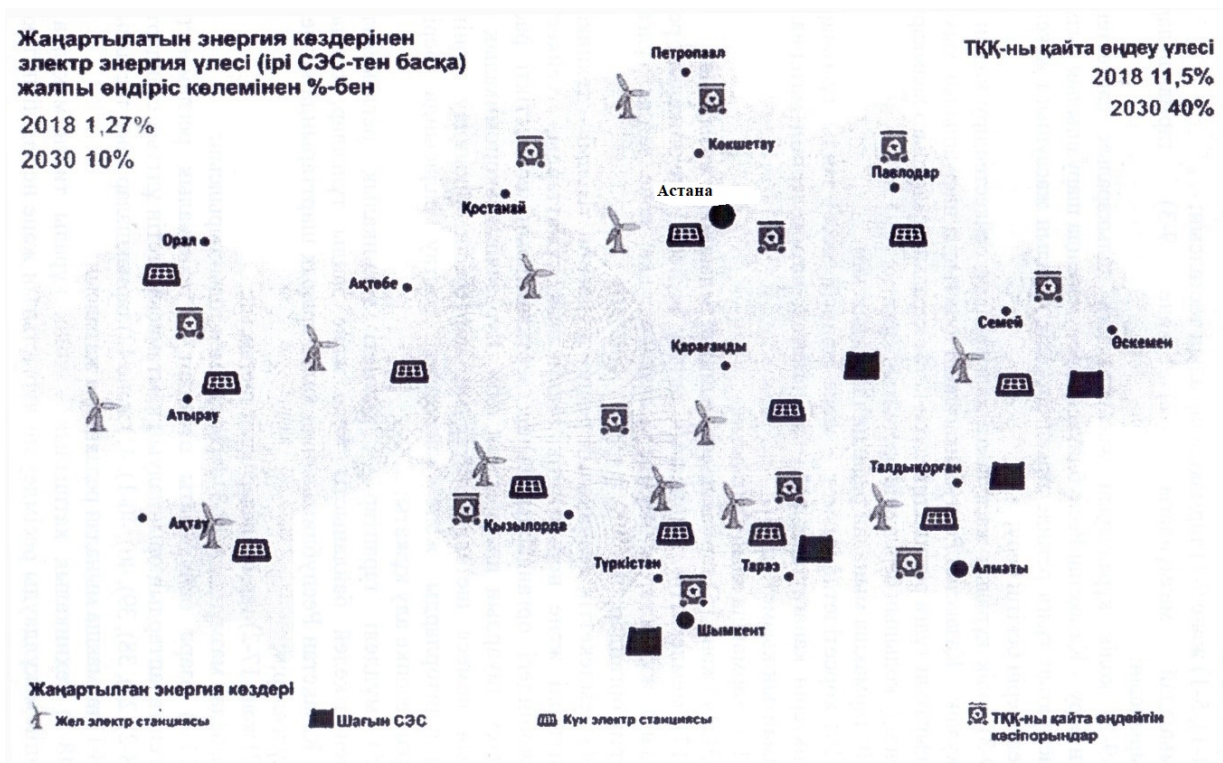 Жаңартылатын энергия көздерінен
электр энергия үлесі (ірі СЭС-тен басқа)
жалпы өндіріс көлемінен %-бен
2018 1,27%
2030 10%
ТҚҚ-ны қайта өңдеу үлесі
2018 11,5%
2030 40%
Петропавл
Көкшетау
Павлодар
Астана
Қостанай
Орал
Ақтөбе
Семей
Өскемен
Қарағанды
Атырау
Талдықорған
Ақтау
Қызылорда
Түркістан
Тараз
Алматы
Шымкент
Жаңартылған энергия көздері
Жел электр станциясы
Шағын СЭС
Күн электр станциясы
ТҚҚ-ны қайта өңдейтін
кәсіпорындар